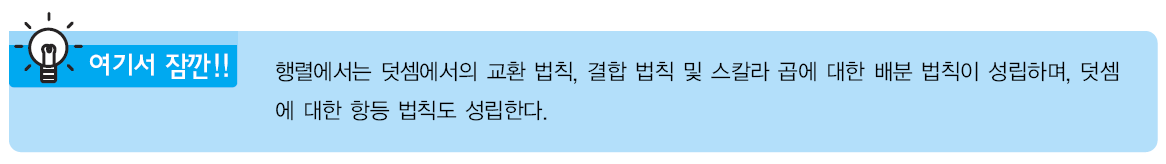 여기서 잠깐!!
행렬에서는 덧셈에서의 교환 법칙, 결합 법칙 및 스칼라 곱에 대한 배분 법칙이 성립하며, 덧셈
에 대한 항등 법칙도 성립한다.